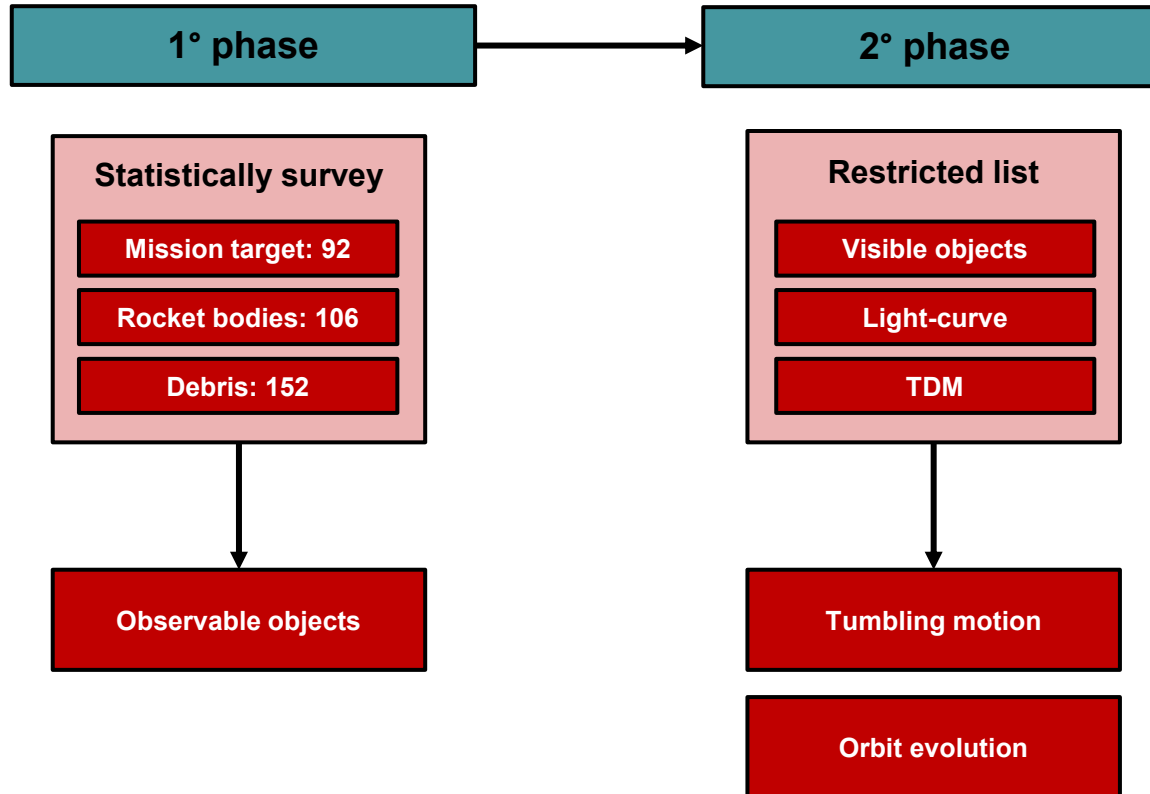 1° phase
2° phase
Statistically survey
Mission target: 92
Rocket bodies: 106
Debris: 152
Observable objects
Restricted list
Visible objects
Light-curve
TDM
Tumbling motion
Orbit evolution